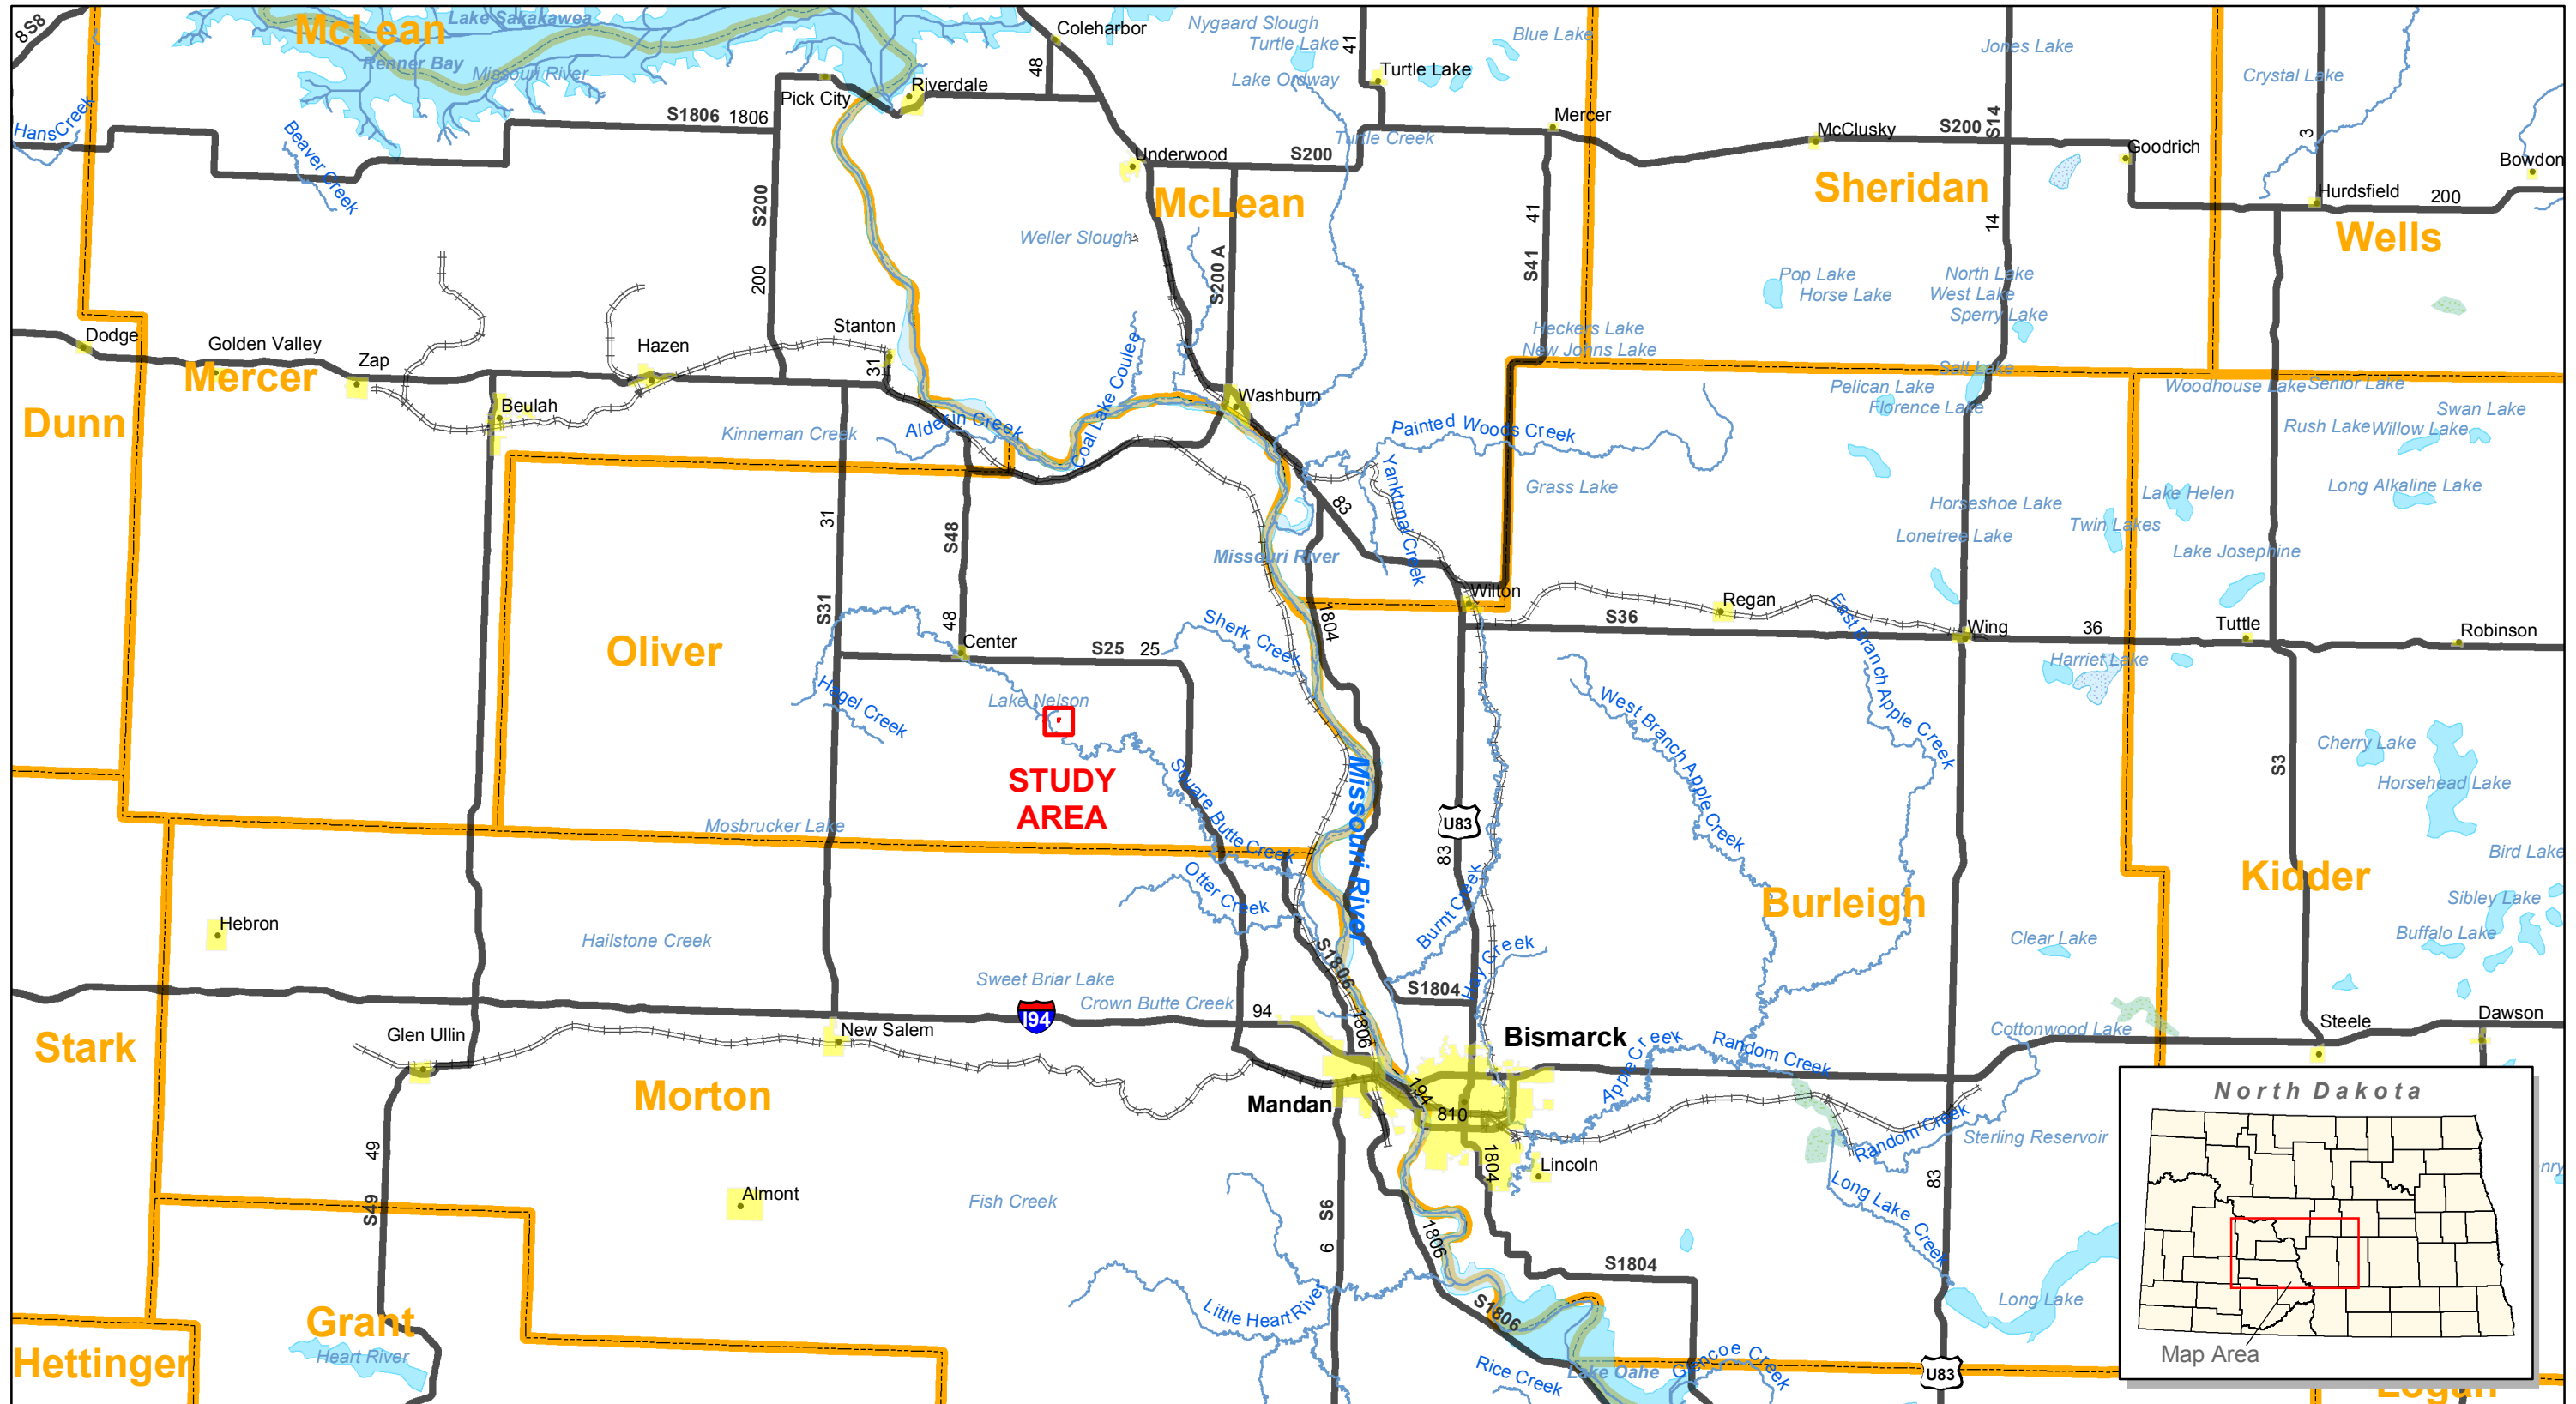 8 S8
McLean
Lake Sakakawea
Renner Bay
Missouri River
Coleharbor
Nygaard Slough
Turtle Lake
Lake Ordway
41
Blue Lake
Jones Lake
Crystal Lake
Turtle Lake
48
Riverdale
Pick City
S1806
1806
HansCreek
Beaver Creek
Mercer
Turtle Creek
McClusky
S200
S14
Goodrich
3
Bowdon
Underwood
S200
McLean
Sheridan
Hurdsfield
200
Wells
S200
200
Weller Slough
S200 A
41
S41
14
Pop Lake
Horse Lake
North Lake
West Lake
Sperry Lake
Heckers Lake
New Johns Lake
Salt Lake
Dodge
Golden Valley
Zap
Hazen
Stanton
31
Mercer
Dunn
Beulah
Kinneman Creek
Alderin Creek
Coal Lake Coulee
Washburn
Painted Woods Creek
Yanktonai Creek
Pelican Lake
Florence Lake
Woodhouse Lake
Senior Lake
Swan Lake
Rush Lake
Willow Lake
Grass Lake
Horseshoe Lake
Lonetree Lake
Lake Helen
Twin Lakes
Long Alkaline Lake
Lake Josephine
83
31
S31
S48
48
Missouri River
Wilton
Regan
S36
1804
Sherk Creek
Oliver
Center
S25
25
East Branch Apple Creek
Wing
36
Tuttle
Robinson
Harriet Lake
Hagel Creek
Lake Nelson
STUDY
AREA
Square Butte Creek
West Branch Apple Creek
Missouri River
U83
83
S3
Cherry Lake
Horsehead Lake
Mosbrucker Lake
Otter Creek
Burnt Creek
Burleigh
Kidder
Bird Lake
Sibley Lake
Buffalo Lake
Clear Lake
Hebron
Hailstone Creek
Sweet Briar Lake
Crown Butte Creek
S1806
1806
Hay Creek
S1804
Stark
Glen Ullin
New Salem
I94
94
Bismarck
Apple Creek
Random Creek
Cottonwood Lake
Steele
Dawson
Morton
Mandan
194
810
Lincoln
1804
Random Creek
Sterling Reservoir
49
S49
Almont
Fish Creek
S6
6
1806
83
Long Lake Creek
Long Lake
S1804
Little Heart River
S1806
Grant
Heart River
Hettinger
Rice Creek
Lake Oahe
Glencoe Creek
U83
North Dakota
Map Area
Logan